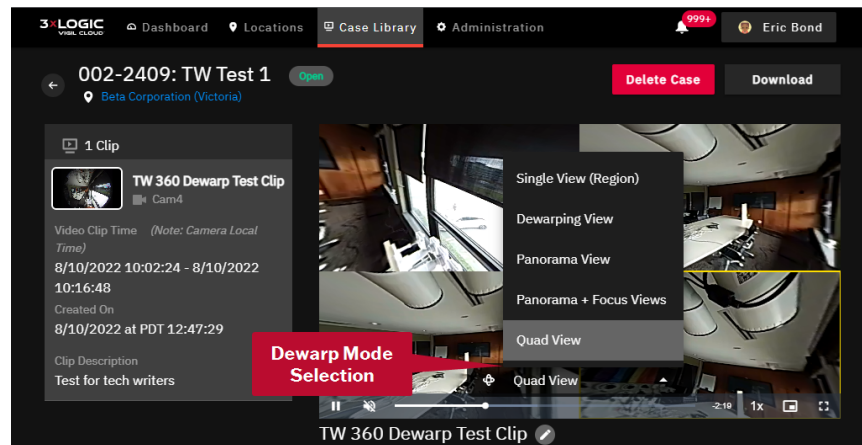 3xLOGIC
VIGIL CLOUD
Dashboard
Locations
Case Library
Administration
999+
Eric Bond
002-2409: TW Test 1
Open
Beta Corporation (Victoria)
Delete Case
Download
1 Clip
TW 360 Dewarp Test Clip
Cam4
Video Clip Time (Note: Camera Local
Time)
8/10/2022 10:02:24 - 8/10/2022
10:16:48
Created On
8/10/2022 at PDT 12:47:29
Clip Description
Test for tech writers
Single View (Region)
Dewarping View
Panorama View
Panorama + Focus Views
Quad View
Dewarp Mode
Selection
Quad View
-2:19
1x
TW 360 Dewarp Test Clip